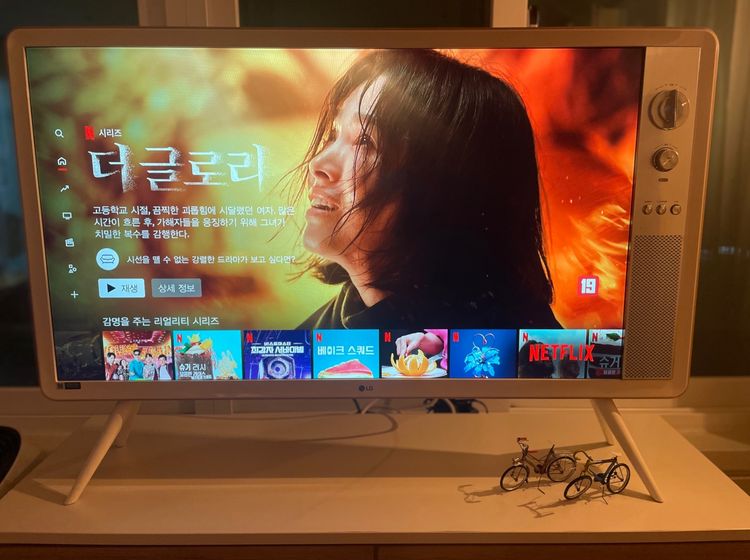 N 시리즈
더 글로리
고등학교 시절, 끔찍한 괴롭힘에 시달렸던 여자. 많은
시간이 흐른 후, 가해자들을 응징하기 위해 그녀가
치밀한 복수를 감행한다.
시선을 뗄 수 없는 강렬한 드라마가 보고 싶다면?
재생
상세 정보
19
감명을 주는 리얼리티 시리즈
베이크 스쿼드
NETFLIX
LG